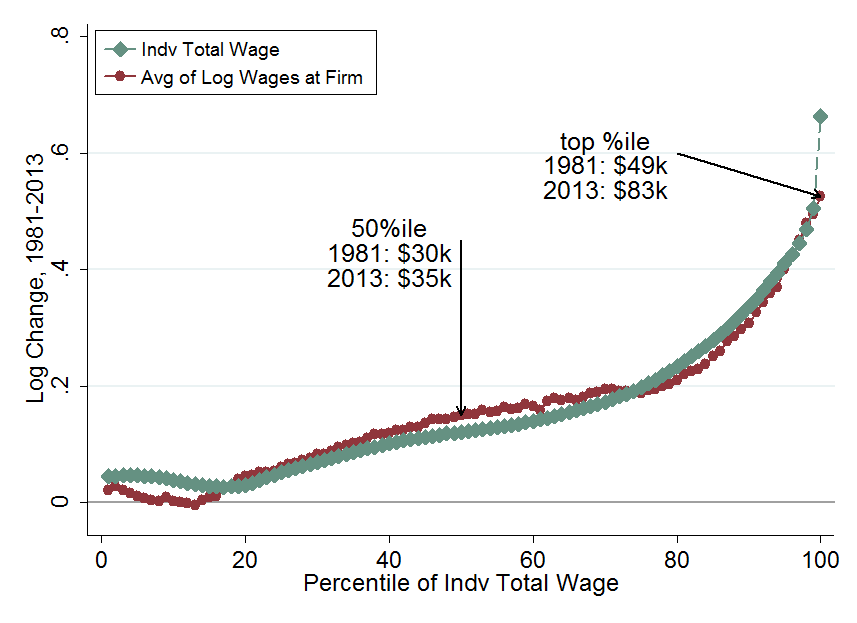 Indv Total Wage
Avg of Log Wages at Firm
Log Change, 1981-2013
.8
.6
.4
.2
0
top %ile
1981: $49k
2013: $83k
50%ile
1981: $30k
2013: $35k
0 20 40 60 80 100
Percentile of Indv Total Wage